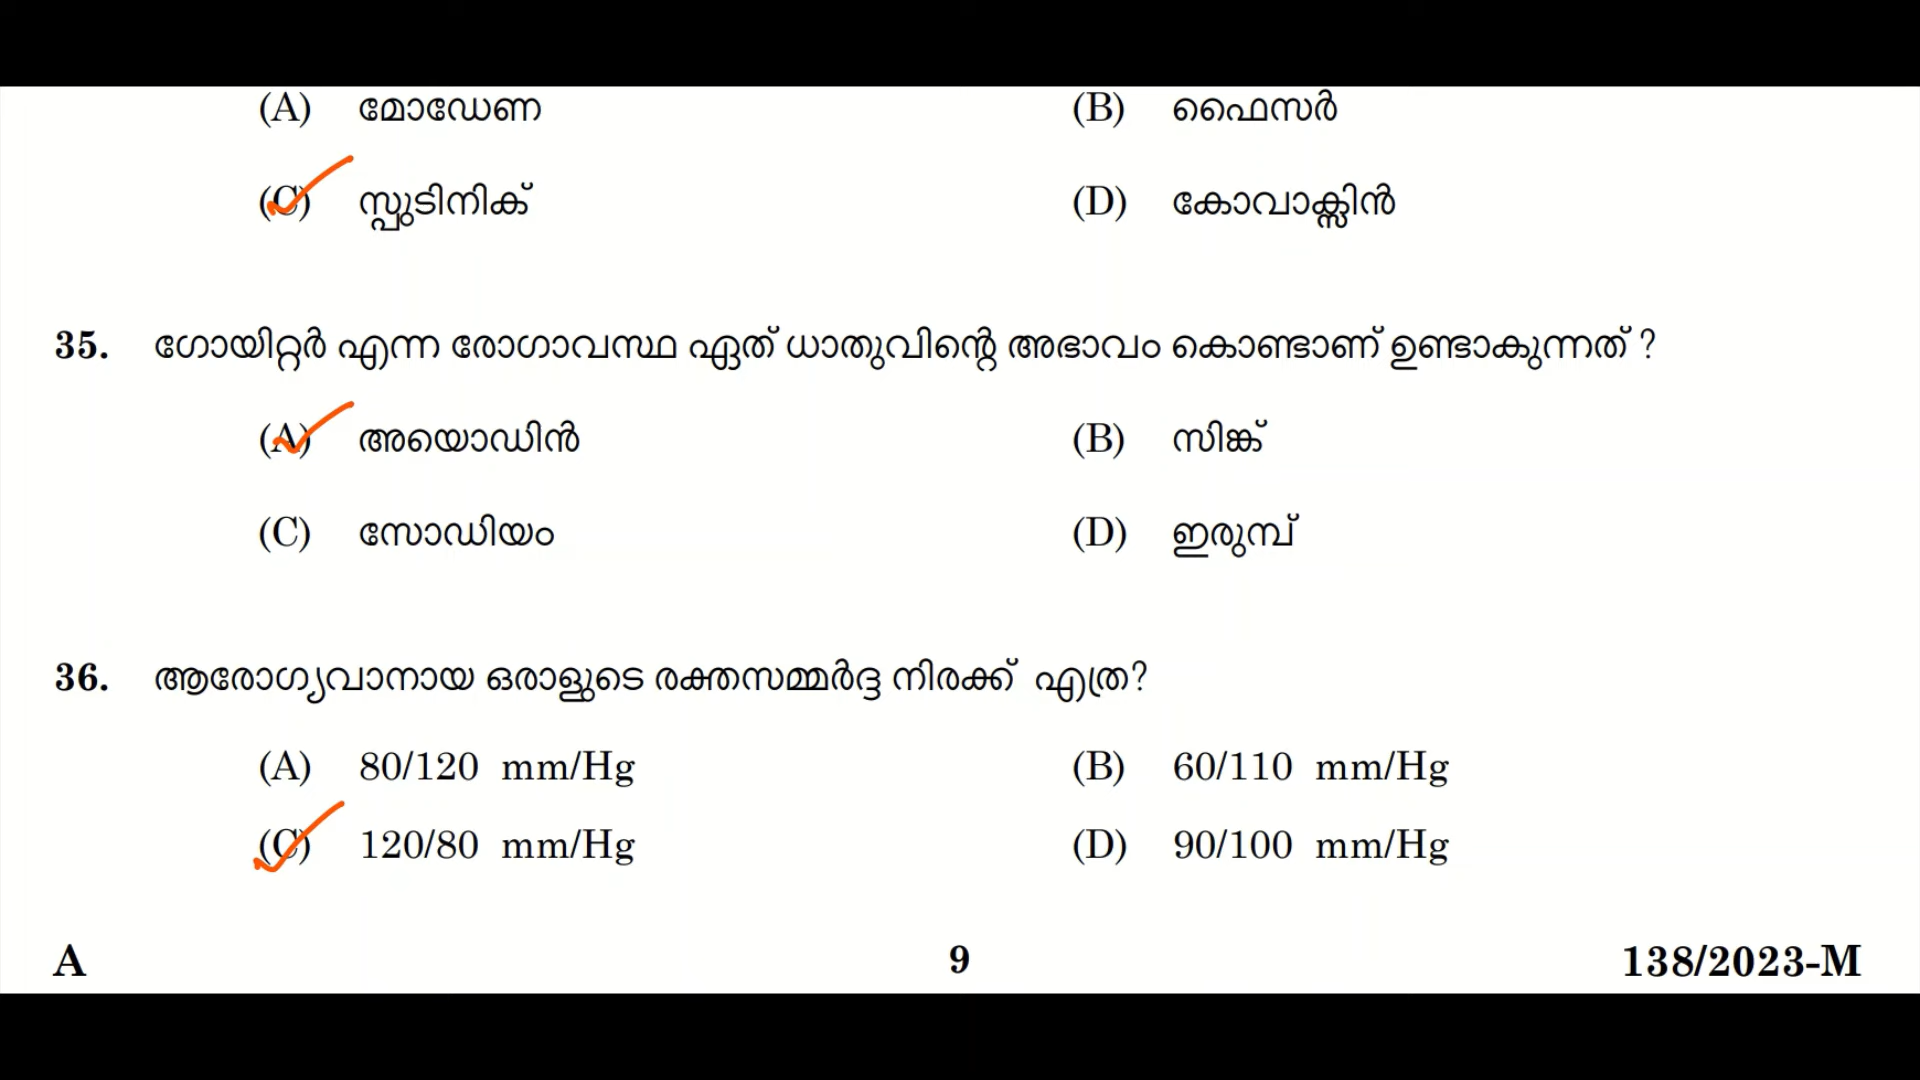 (A) മോഡേണ (B) ഫൈസർ
(C) സ്പുടിനിക് (D) കോവാക്സിൻ
35. ഗോയിറ്റർ എന്ന രോഗാവസ്ഥ ഏത് ധാതുവിന്റെ അഭാവം കൊണ്ടാണ് ഉണ്ടാകുന്നത് ?
(A) അയൊഡിൻ (B) സിങ്ക്
(C) സോഡിയം (D) ഇരുമ്പ്
36. ആരോഗ്യവാനായ ഒരാളുടെ രക്തസമ്മർദ്ദ നിരക്ക് എത്ര?
(A) 80/120 mm/Hg (B) 60/110 mm/Hg
(C) 120/80 mm/Hg (D) 90/100 mm/Hg
A 9 138/2023-M